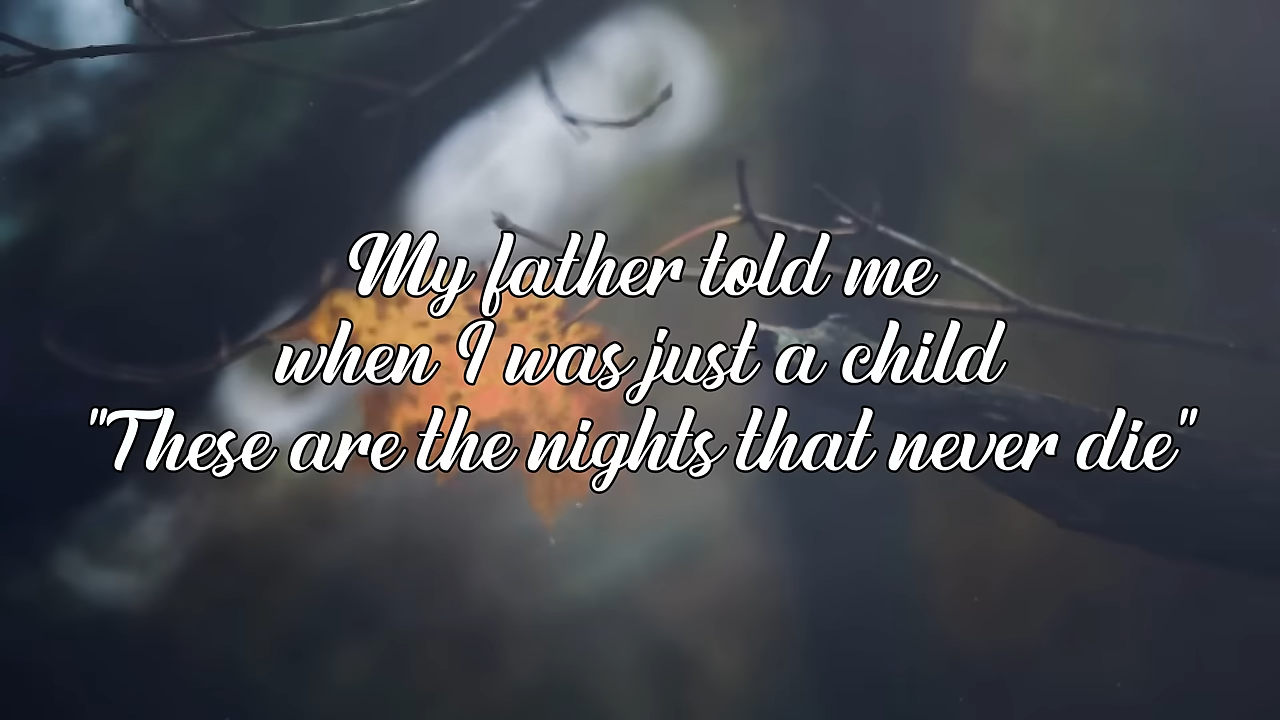 My father told me
when I was just a child
"These are the nights that never die"